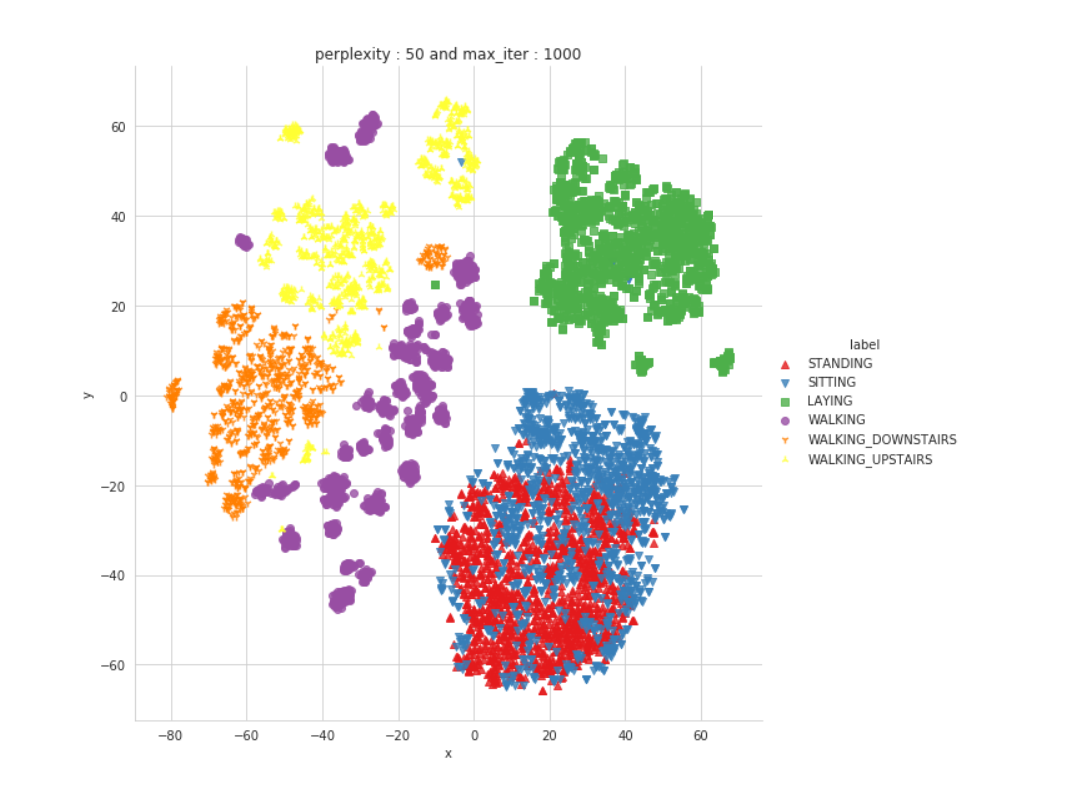 perplexity : 50 and max_iter : 1000
60
40
20
0
−20
−40
−60
y
−80
−60
−40
−20
0
20
40
60
x
label
STANDING
SITTING
LAYING
WALKING
WALKING_DOWNSTAIRS
WALKING_UPSTAIRS